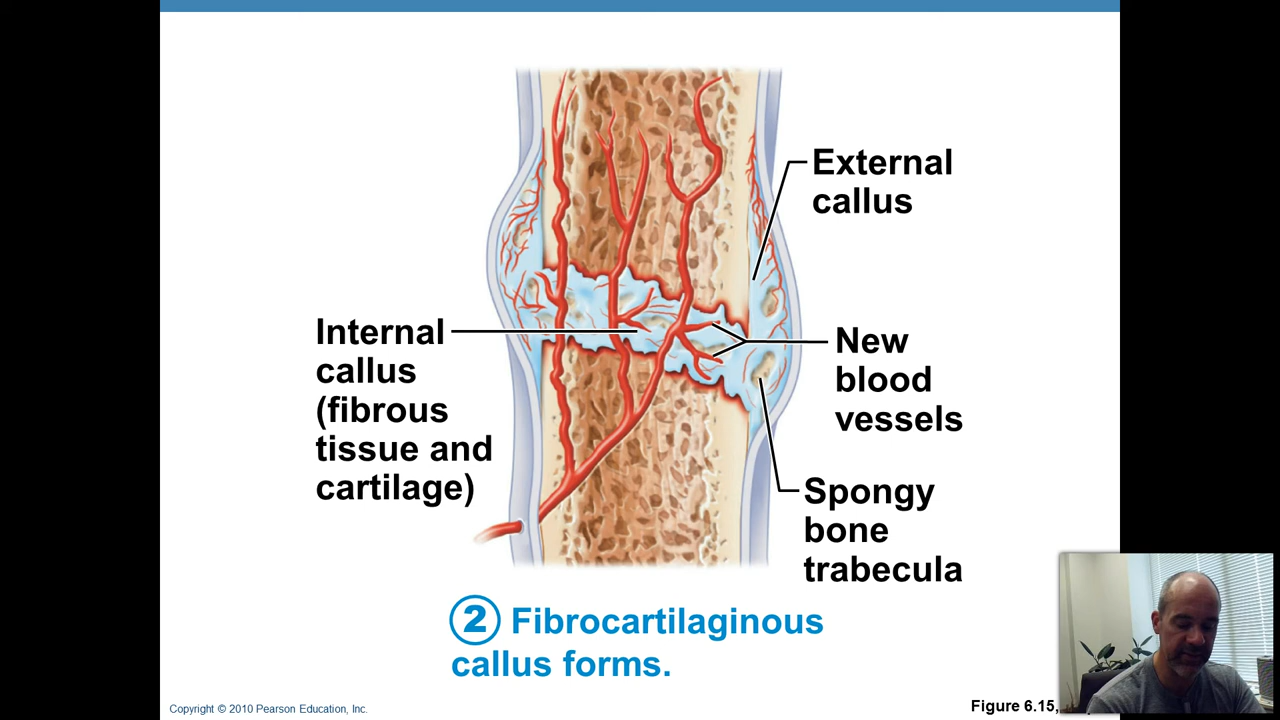 External
callus
Internal
callus
(fibrous
tissue and
cartilage)
New
blood
vessels
Spongy
bone
trabecula
2 Fibrocartilaginous
callus forms.
Copyright © 2010 Pearson Education, Inc.
Figure 6.15,